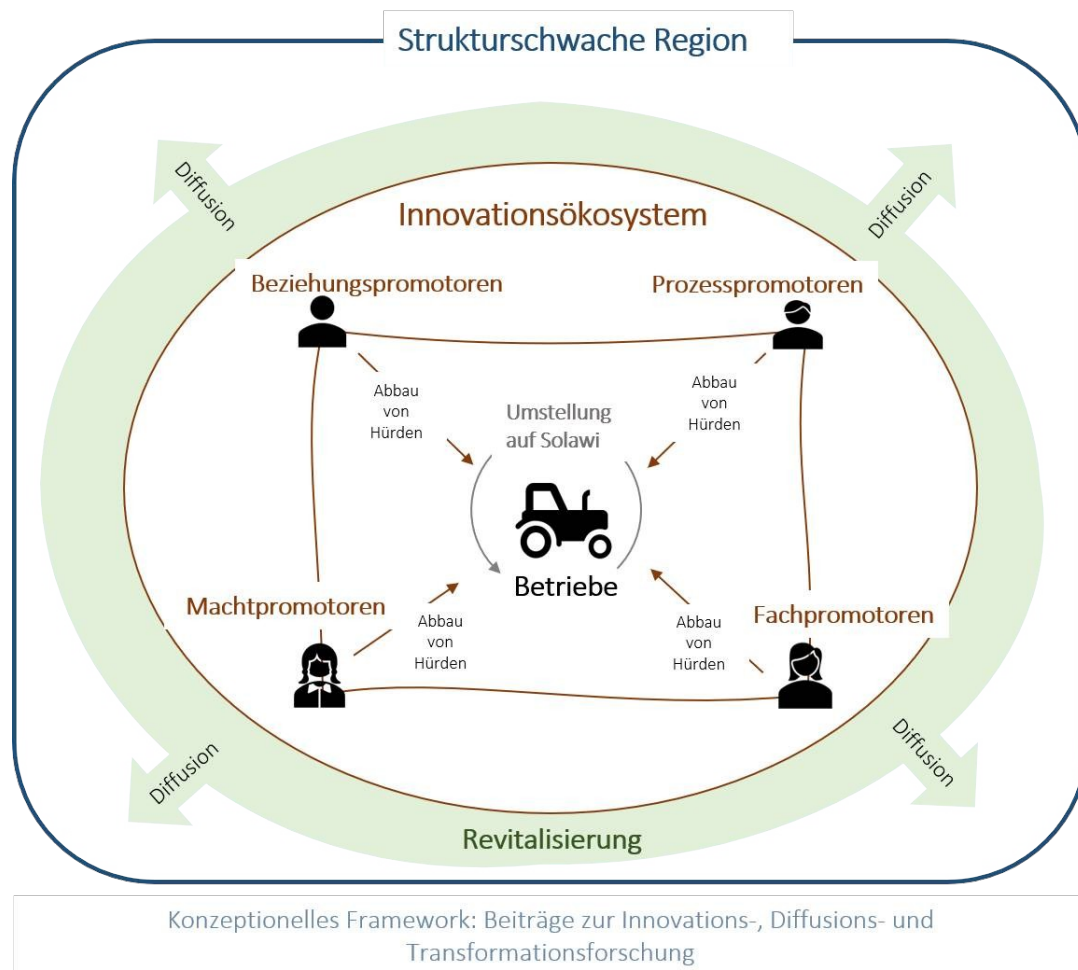 Strukturschwache Region
Diffusion
Diffusion
Innovationsökosystem
Beziehungspromotoren
Prozesspromotoren
Abbau
von
Hürden
Abbau
von
Hürden
Umstellung
auf Solawi
Betriebe
Machtpromotoren
Fachpromotoren
Abbau
von
Hürden
Abbau
von
Hürden
Diffusion
Diffusion
Revitalisierung
Konzeptionelles Framework: Beiträge zur Innovations-, Diffusions- und
Transformationsforschung